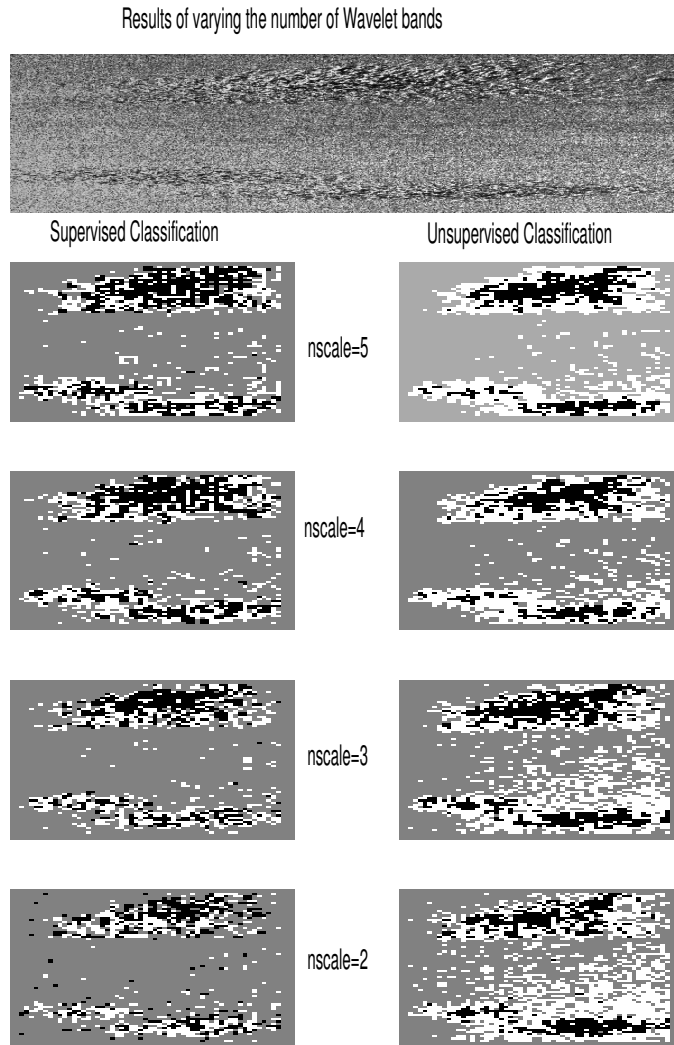 Results of varying the number of Wavelet bands
Supervised Classification
Unsupervised Classification
nscale=5
nscale=4
nscale=3
nscale=2